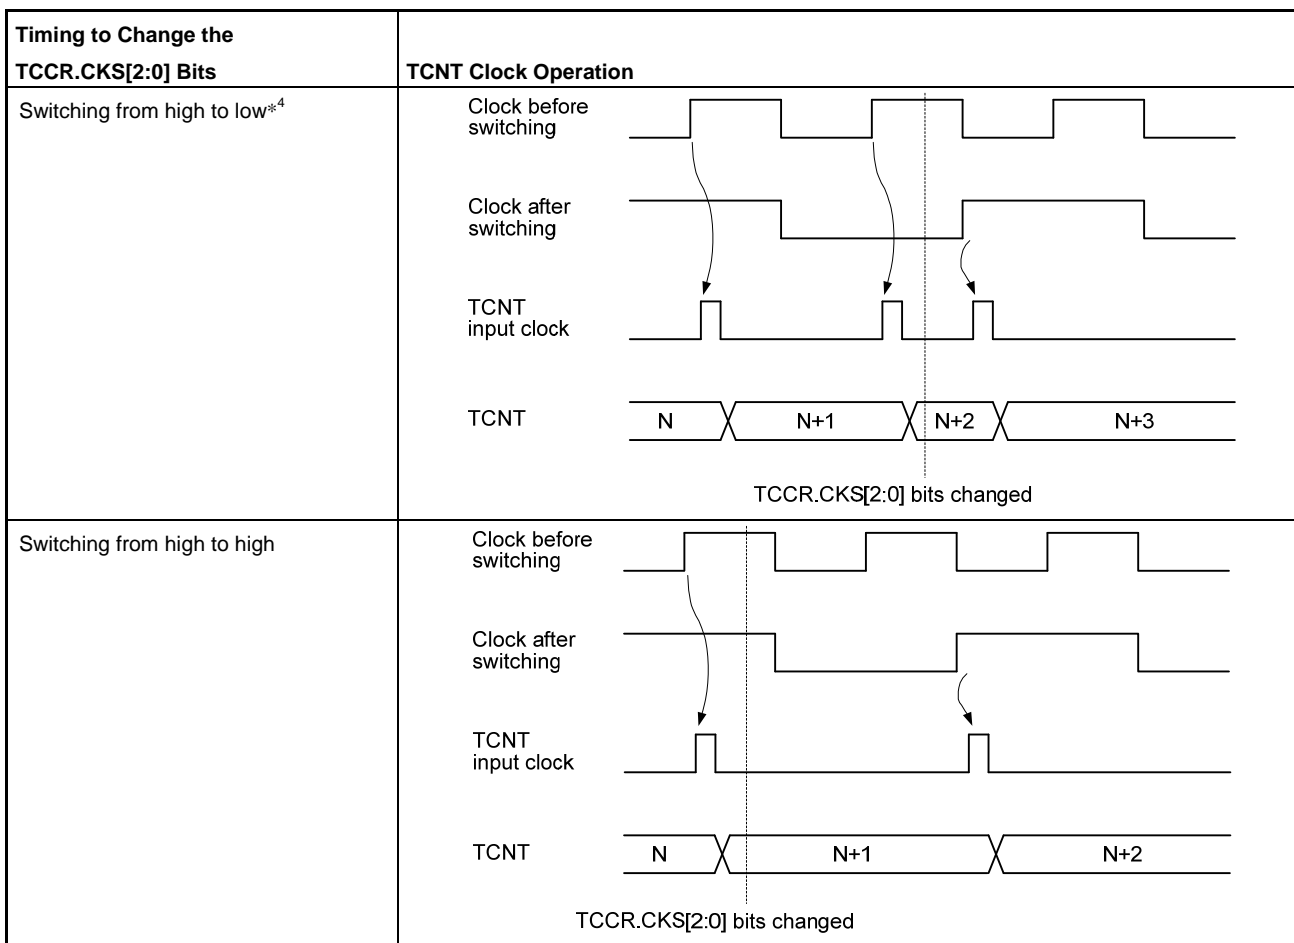 Timing to Change the
TCCR.CKS[2:0] Bits
TCNT Clock Operation
Switching from high to low*4
Clock before
switching
Clock after
switching
TCNT
input clock
TCNT
N
N+1
N+2
N+3
TCCR.CKS[2:0] bits changed
Switching from high to high
Clock before
switching
Clock after
switching
TCNT
input clock
TCNT
N
N+1
N+2
TCCR.CKS[2:0] bits changed